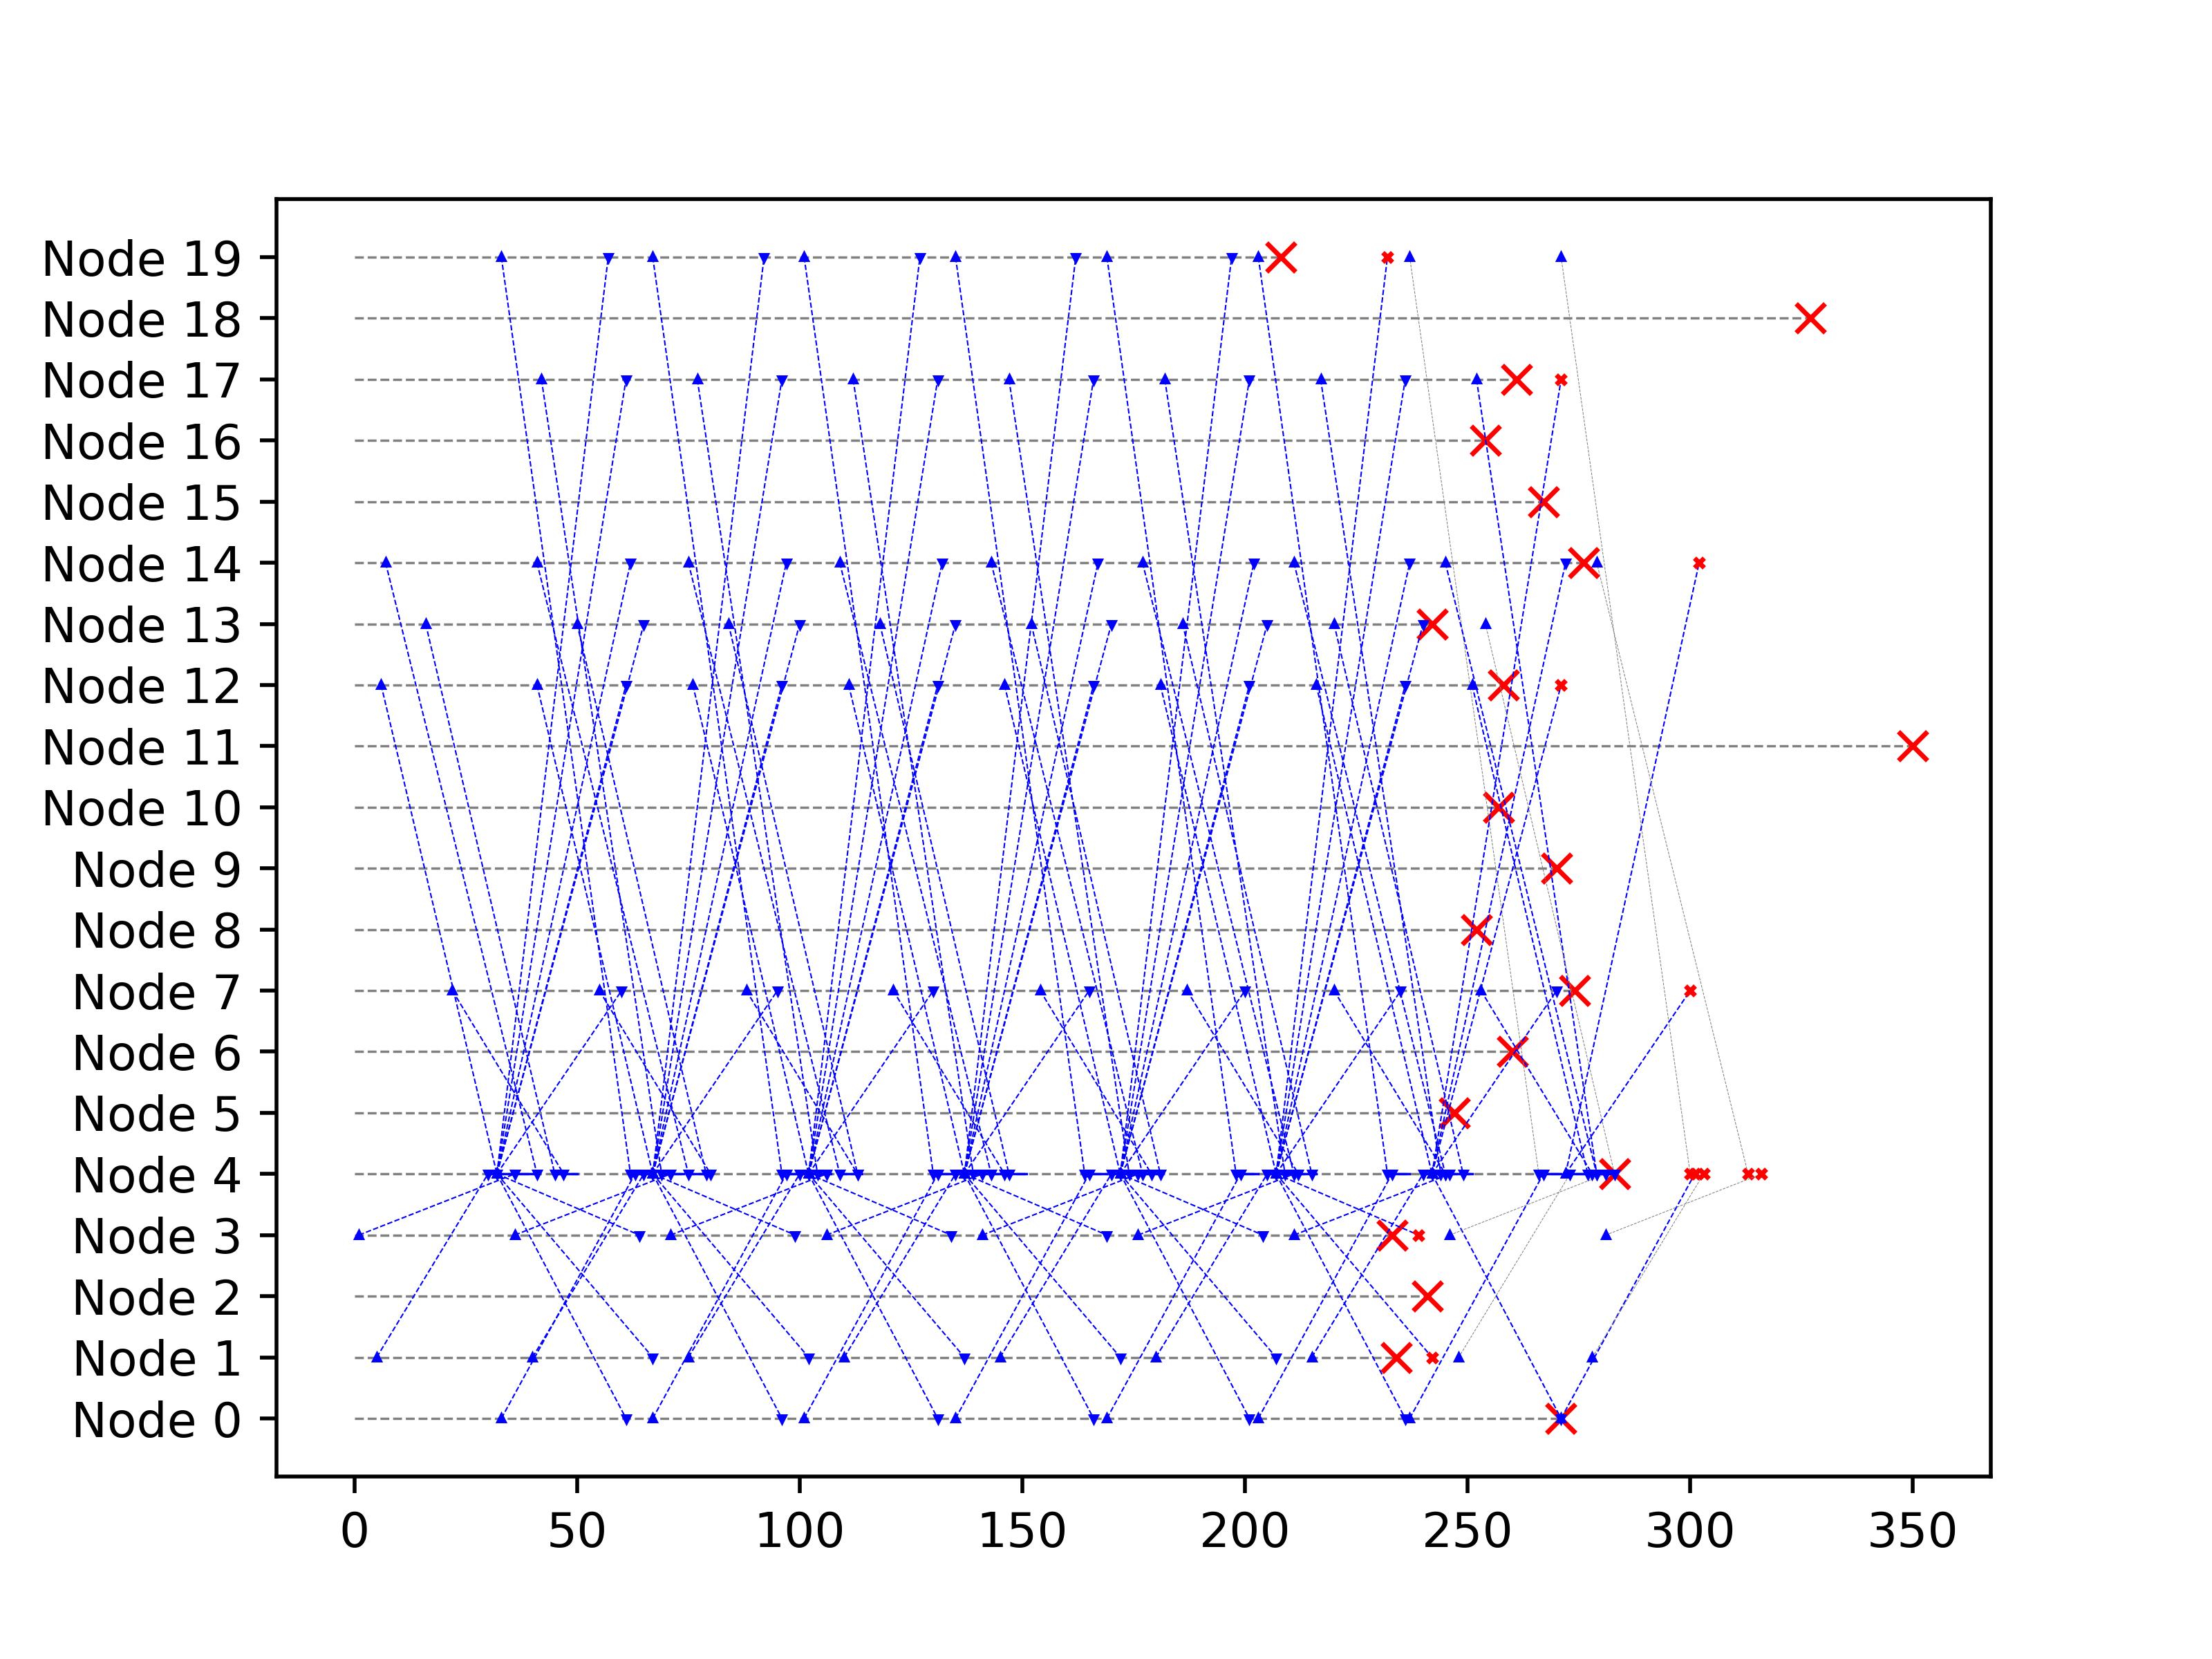 Node 19
Node 18
Node 17
Node 16
Node 15
Node 14
Node 13
Node 12
Node 11
Node 10
Node 9
Node 8
Node 7
Node 6
Node 5
Node 4
Node 3
Node 2
Node 1
Node 0
0 50 100 150 200 250 300 350